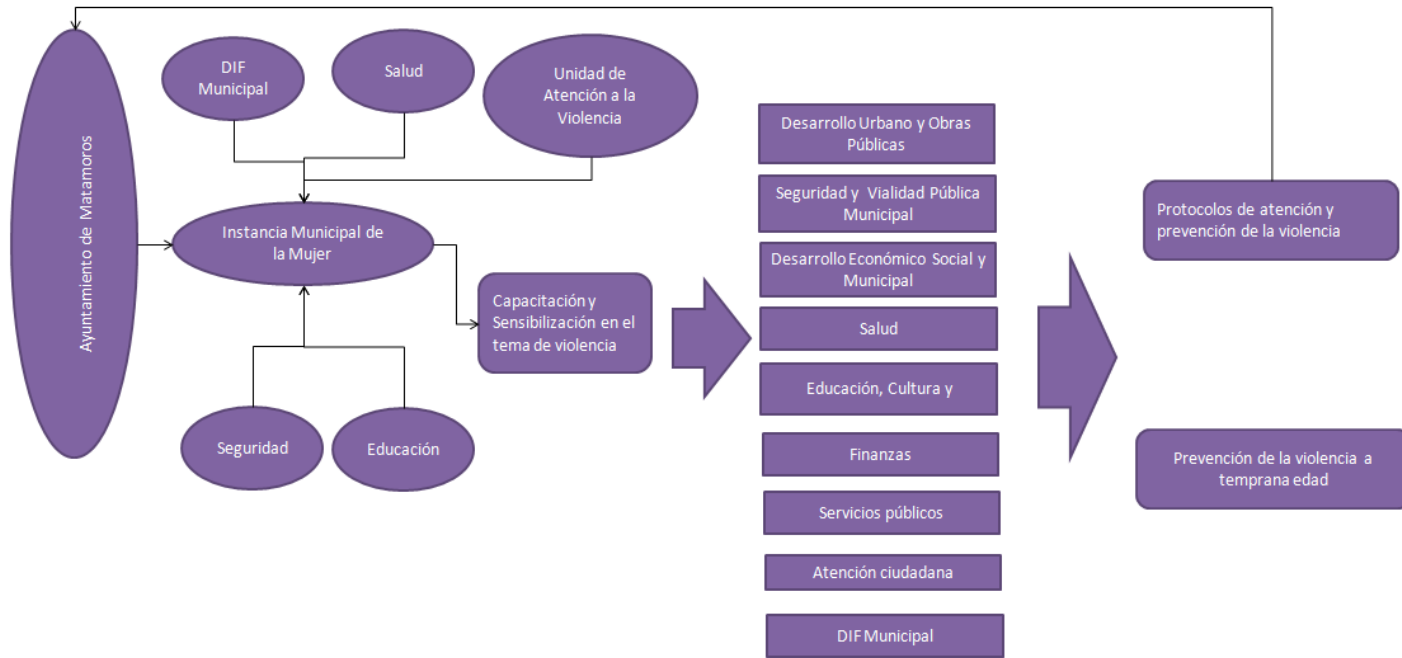 Ayuntamiento de Matamoros
DIF
Municipal
Salud
Unidad de
Atención a la
Violencia
Instancia Municipal de
la Mujer
Seguridad
Educación
Capacitación y
Sensibilización en el
tema de violencia
Desarrollo Urbano y Obras
Públicas
Seguridad y Vialidad Pública
Municipal
Desarrollo Económico Social y
Municipal
Salud
Educación, Cultura y
Finanzas
Servicios públicos
Atención ciudadana
DIF Municipal
Protocolos de atención y
prevención de la violencia
Prevención de la violencia a
temprana edad